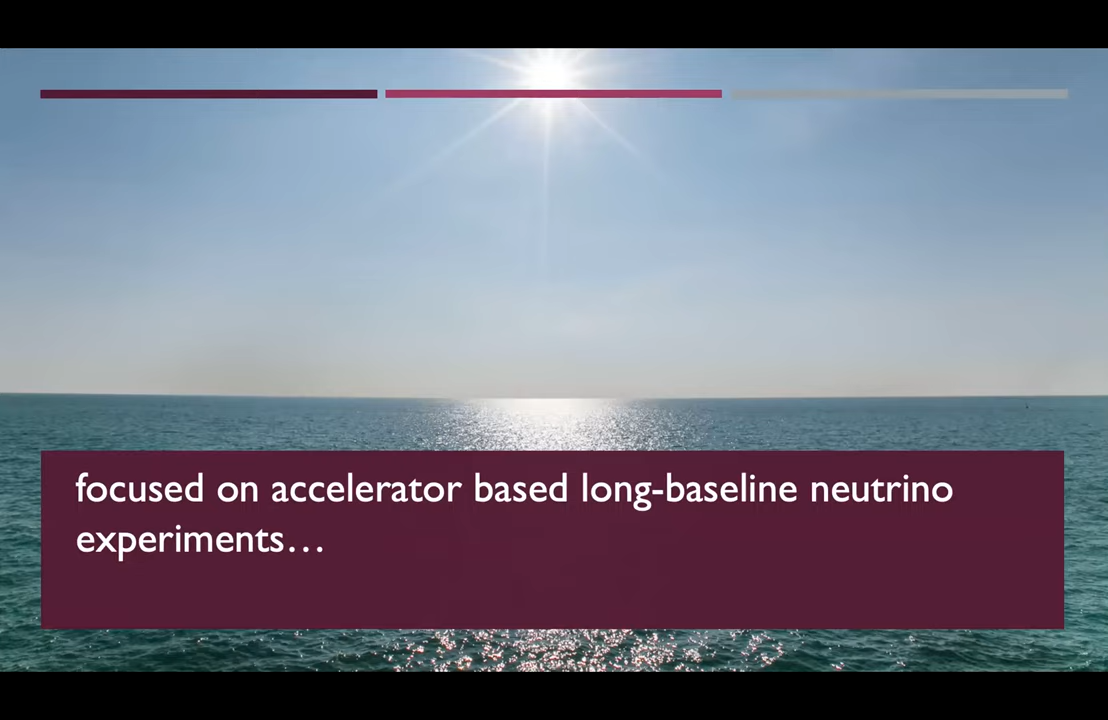 focused on accelerator based long-baseline neutrino
experiments…